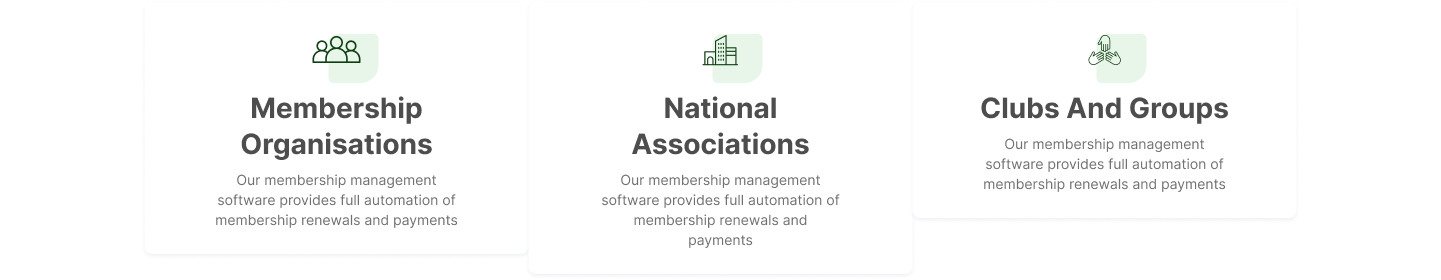 Membership
Organisations
Our membership management
software provides full automation of
membership renewals and payments
National
Associations
Our membership management
software provides full automation of
membership renewals and
payments
Clubs And Groups
Our membership management
software provides full automation of
membership renewals and payments